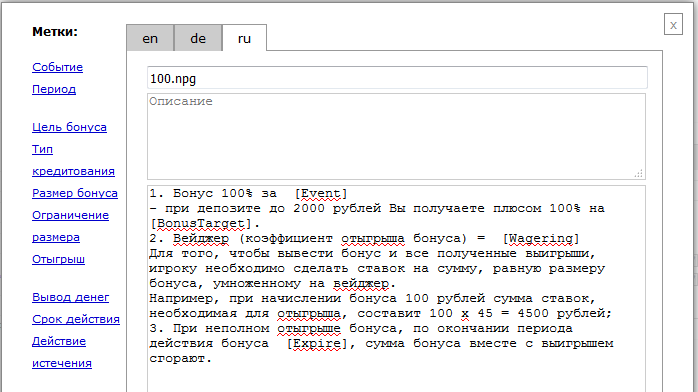 Метки:
Событие
Период
Цель бонуса
Тип
кредитования
Размер бонуса
Ограничение
размера
Отыгрыш
Вывод денег
Срок действия
Действие
истечения
x
en
de
ru
100.npg
Описание
1. Бонус 100% за  [Event]
– при депозите до 2000 рублей Вы получаете плюсом 100% на
[BonusTarget].
2. Вейджер (коэффициент отыгрыша бонуса) =  [Wagering]
Для того, чтобы вывести бонус и все полученные выигрыши,
игроку необходимо сделать ставок на сумму, равную размеру
бонуса, умноженному на вейджер.
Например, при начислении бонуса 100 рублей сумма ставок,
необходимая для отыгрыша, составит 100 х 45 = 4500 рублей;
3. При неполном отыгрыше бонуса, по окончании периода
действия бонуса  [Expire], сумма бонуса вместе с выигрышем
сгорают.